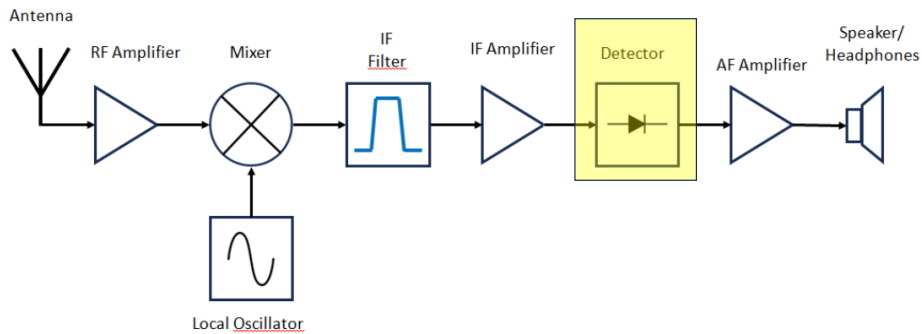 Antenna
RF Amplifier
Mixer
IF
Filter
IF Amplifier
Detector
AF Amplifier
Speaker/
Headphones
Local Oscillator